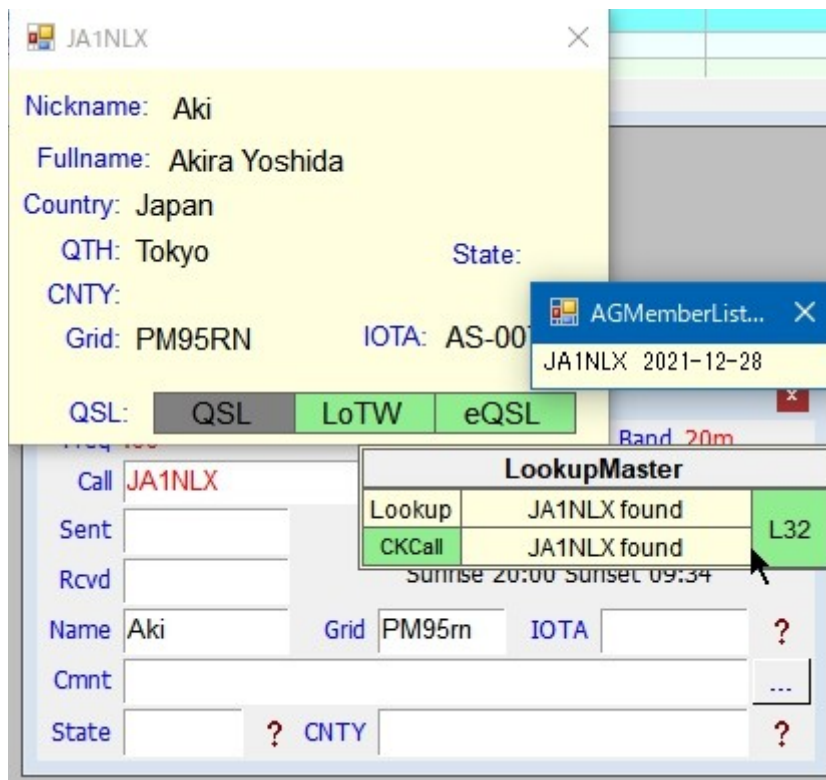 JA1NLX
Nickname: Aki
Fullname: Akira Yoshida
Country: Japan
QTH: Tokyo State:
CNTY:
Grid: PM95RN IOTA: AS-007
QSL: QSL LoTW eQSL
AGMemberList...
JA1NLX 2021-12-28
Band 20m
Call JA1NLX
LookupMaster
Lookup JA1NLX found
CKCall JA1NLX found
L32
Sent
Rcvd
Sunrise 20:00 Sunset 09:34
Name Aki Grid PM95rn IOTA ?
Cmnt ...
State ? CNTY ?